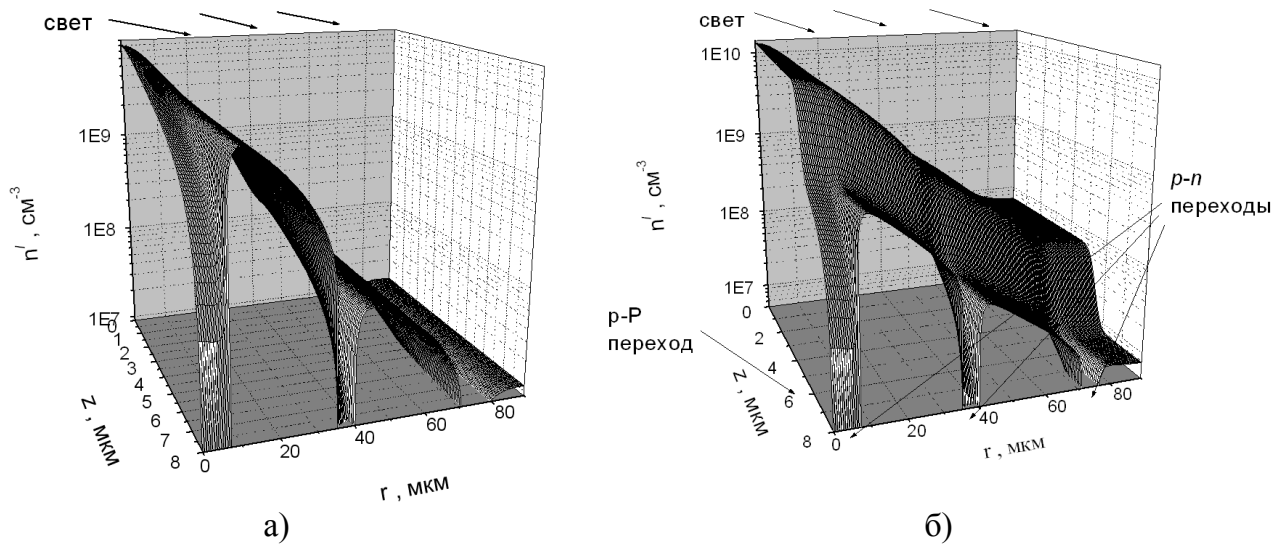 свет
1E9
1E8
1E7
n/ , см-3
0
1
2
3
4
5
6
7
8
z , мкм
0
20
40
60
80
r , мкм
а)
свет
1E10
1E9
1E8
1E7
n/ , см-3
p-n
переходы
p-P
переход
0
2
4
6
8
z , мкм
0
20
40
60
80
r , мкм
б)